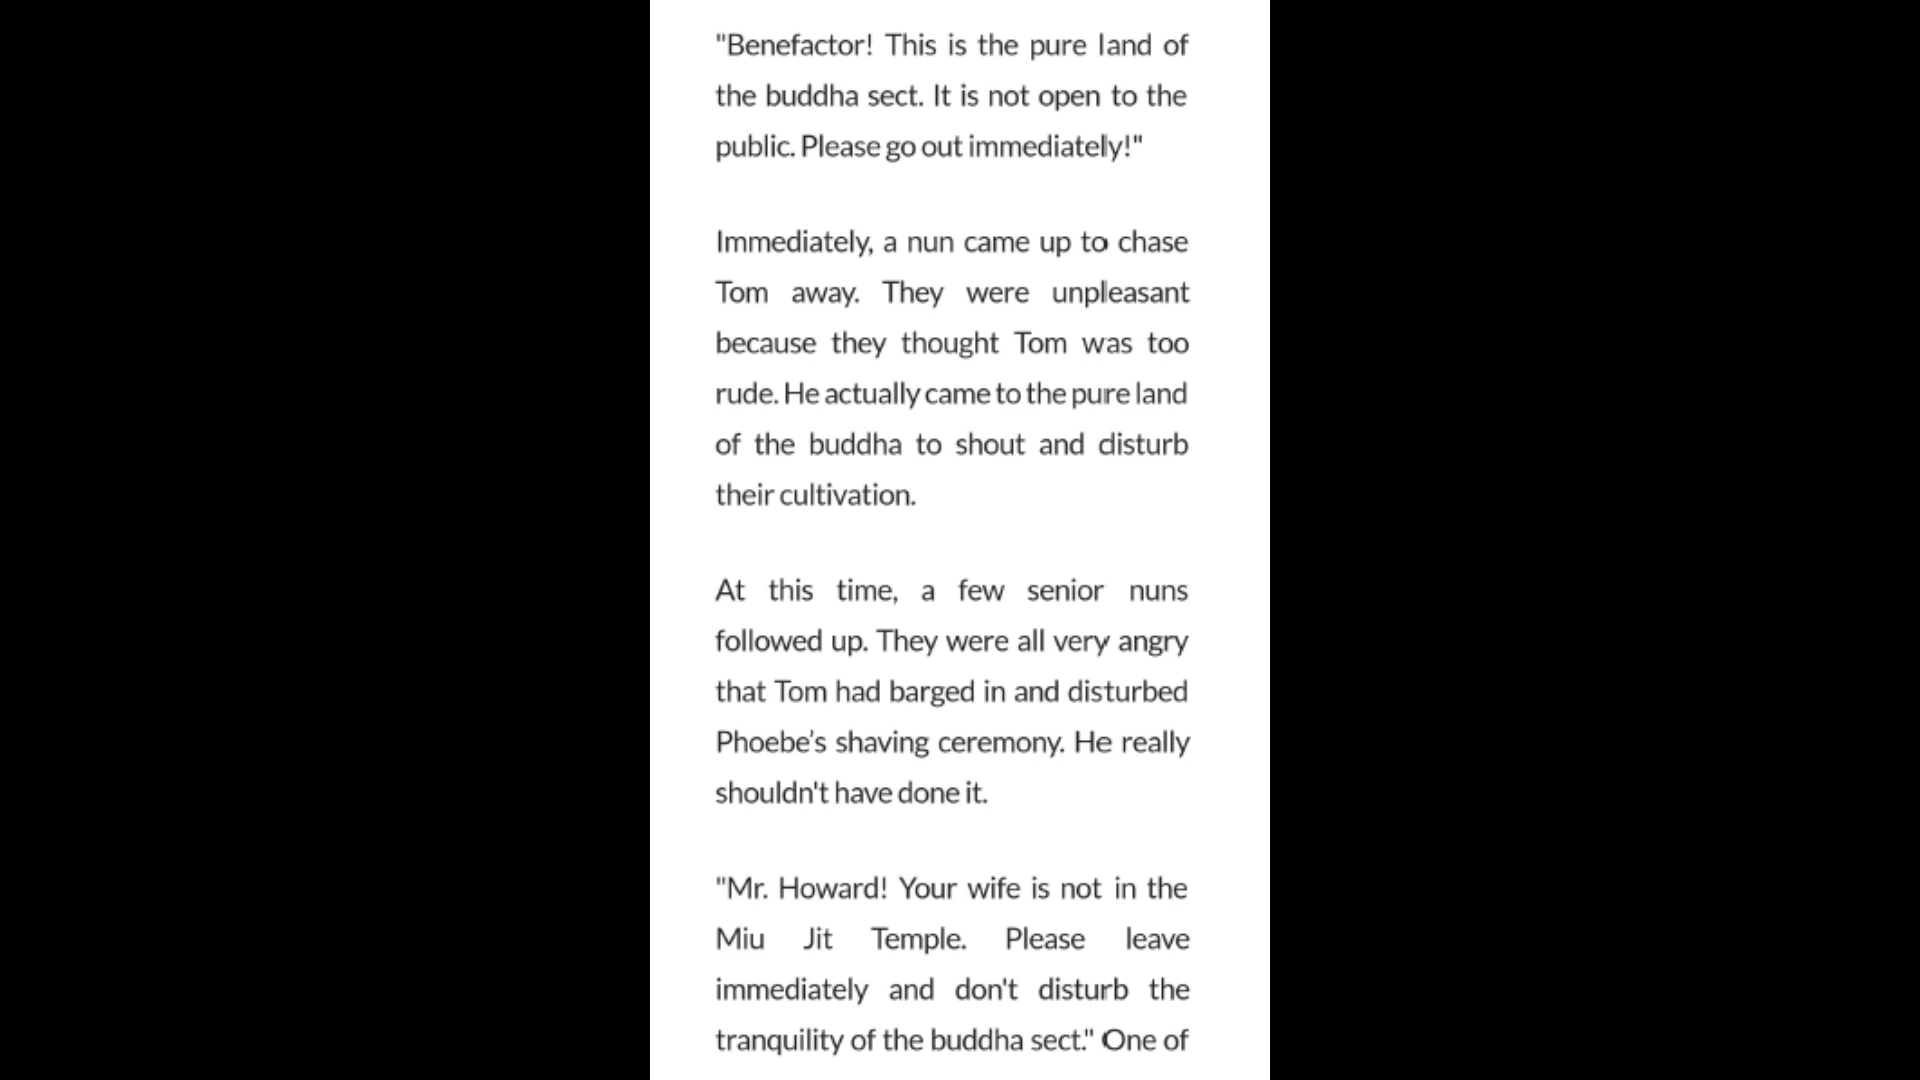 "Benefactor! This is the pure land of
the buddha sect. It is not open to the
public. Please go out immediately!"
Immediately, a nun came up to chase
Tom away. They were unpleasant
because they thought Tom was too
rude. He actually came to the pure land
of the buddha to shout and disturb
their cultivation.
At this time, a few senior nuns
followed up. They were all very angry
that Tom had barged in and disturbed
Phoebe's shaving ceremony. He really
shouldn't have done it.
"Mr. Howard! Your wife is not in the
Miu Jit Temple. Please leave
immediately and don't disturb the
tranquility of the buddha sect." One of